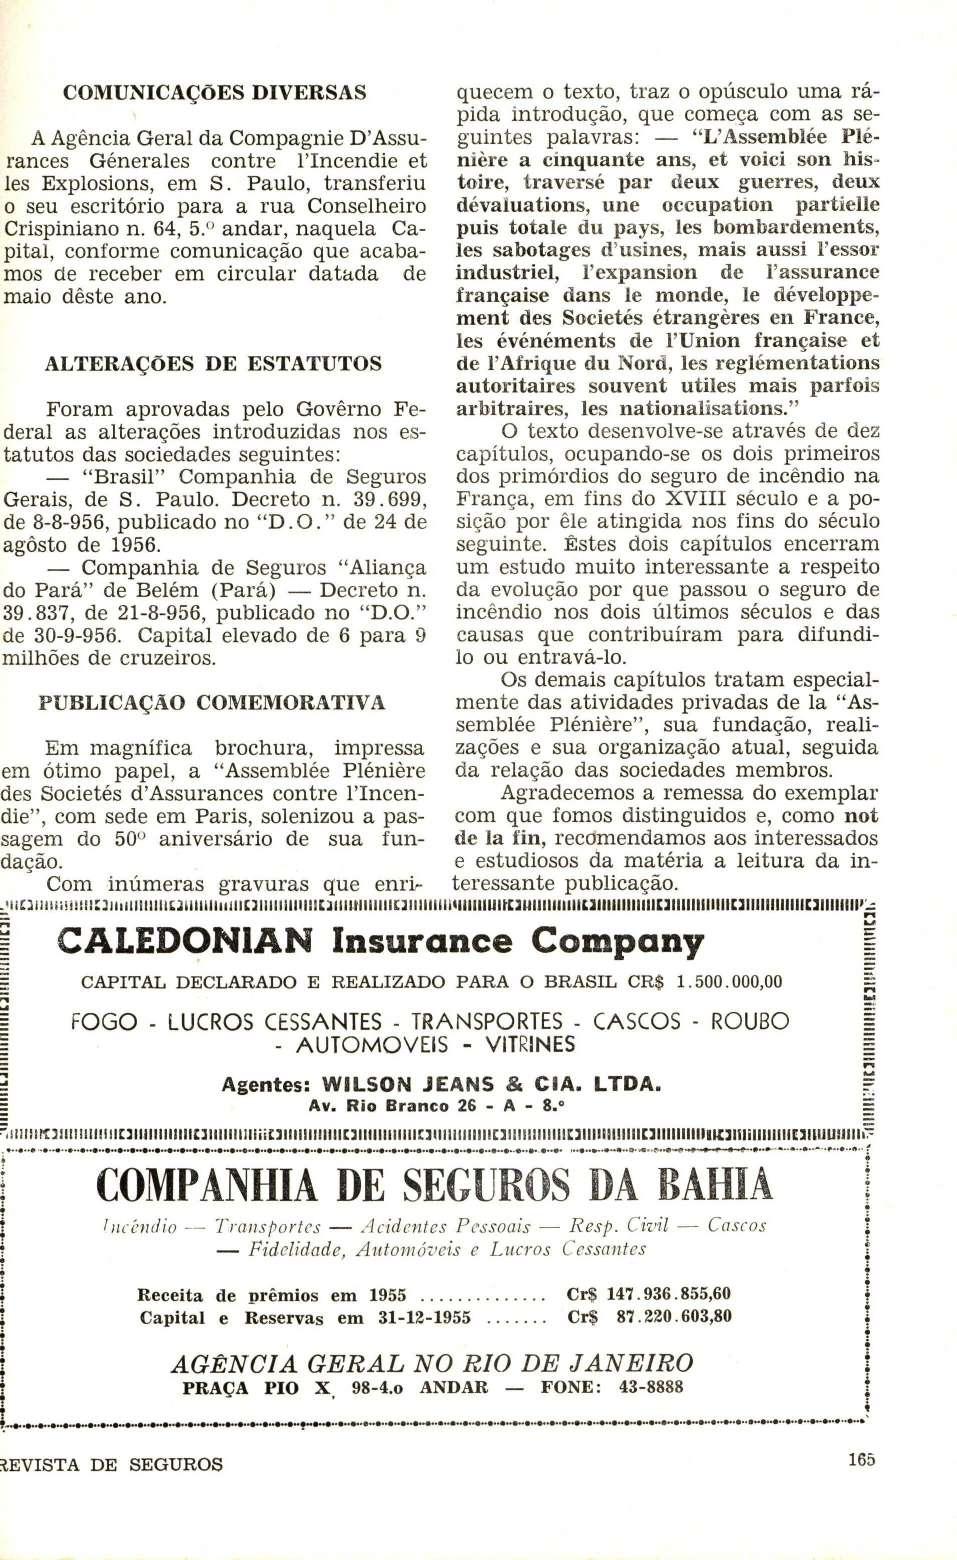 COMUNICAÇÕES DIVERSAS
A Agência Geral da Compagnie D'Assu-
rances Génerales contre l'Incendie et
les Explosions, em S. Paulo, transferiu
o seu escritório para a rua Conselheiro
Crispiniano n. 64, 5.º andar, naquela Ca-
pital, conforme comunicação que acaba-
mos de receber em circular datada de
maio dêste ano.
ALTERAÇÕES DE ESTATUTOS
Foram aprovadas pelo Govêrno Fe-
deral as alterações introduzidas nos es-
tatutos das sociedades seguintes:
— "Brasil" Companhia de Seguros
Gerais, de S. Paulo. Decreto n. 39.699,
de 8-8-956, publicado no "D.O." de 24 de
agôsto de 1956.
— Companhia de Seguros "Aliança
do Pará" de Belém (Pará) — Decreto n.
39.837, de 21-8-956, publicado no "D.O."
de 30-9-956. Capital elevado de 6 para 9
milhões de cruzeiros.
PUBLICAÇÃO COMEMORATIVA
Em magnífica brochura, impressa
em ótimo papel, a "Assemblée Plénière
des Societés d'Assurances contre l'Incen-
die", com sede em Paris, solenizou a pas-
sagem do 50º aniversário de sua fun-
dação.
Com inúmeras gravuras que enri-
quecem o texto, traz o opúsculo uma rá-
pida introdução, que começa com as se-
guintes palavras: — "L'Assemblée Plé-
nière a cinquante ans, et voici son his-
toire, traversé par deux guerres, deux
dévaluations, une occupation partielle
puis totale du pays, les bombardements,
les sabotages d'usines, mais aussi l'essor
industriel, l'expansion de l'assurance
française dans le monde, le développe-
ment des Societés étrangères en France,
les événéments de l'Union française et
de l'Afrique du Nord, les reglémentations
autoritaires souvent utiles mais parfois
arbitraires, les nationalisations."
O texto desenvolve-se através de dez
capítulos, ocupando-se os dois primeiros
dos primórdios do seguro de incêndio na
França, em fins do XVIII século e a po-
sição por êle atingida nos fins do século
seguinte. Êstes dois capítulos encerram
um estudo muito interessante a respeito
da evolução por que passou o seguro de
incêndio nos dois últimos séculos e das
causas que contribuíram para difundi-
lo ou entravá-lo.
Os demais capítulos tratam especial-
mente das atividades privadas de la "As-
semblée Plénière", sua fundação, reali-
zações e sua organização atual, seguida
da relação das sociedades membros.
Agradecemos a remessa do exemplar
com que fomos distinguidos e, como not
de la fin, recomendamos aos interessados
e estudiosos da matéria a leitura da in-
teressante publicação.
CALEDONIAN Insurance Company
CAPITAL DECLARADO E REALIZADO PARA O BRASIL CR$ 1.500.000,00
FOGO - LUCROS CESSANTES - TRANSPORTES - CASCOS - ROUBO
- AUTOMOVEIS - VITRINES
Agentes: WILSON JEANS & CIA. LTDA.
Av. Rio Branco 26 - A - 8.º
COMPANHIA DE SEGUROS DA BAHIA
Incêndio — Transportes — Acidentes Pessoais — Resp. Civil — Cascos
— Fidelidade, Automóveis e Lucros Cessantes
Receita de prêmios em 1955 .............. Cr$ 147.936.855,60
Capital e Reservas em 31-12-1955 ....... Cr$ 87.220.603,80
AGÊNCIA GERAL NO RIO DE JANEIRO
PRAÇA PIO X, 98-4.o ANDAR — FONE: 43-8888
REVISTA DE SEGUROS
165